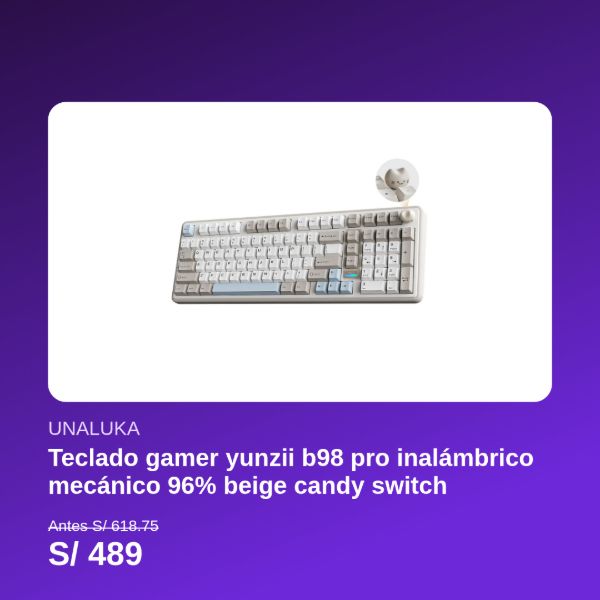 UNALUKA
Teclado gamer yunzii b98 pro inalámbrico
mecánico 96% beige candy switch
Antes S/ 618.75
S/ 489